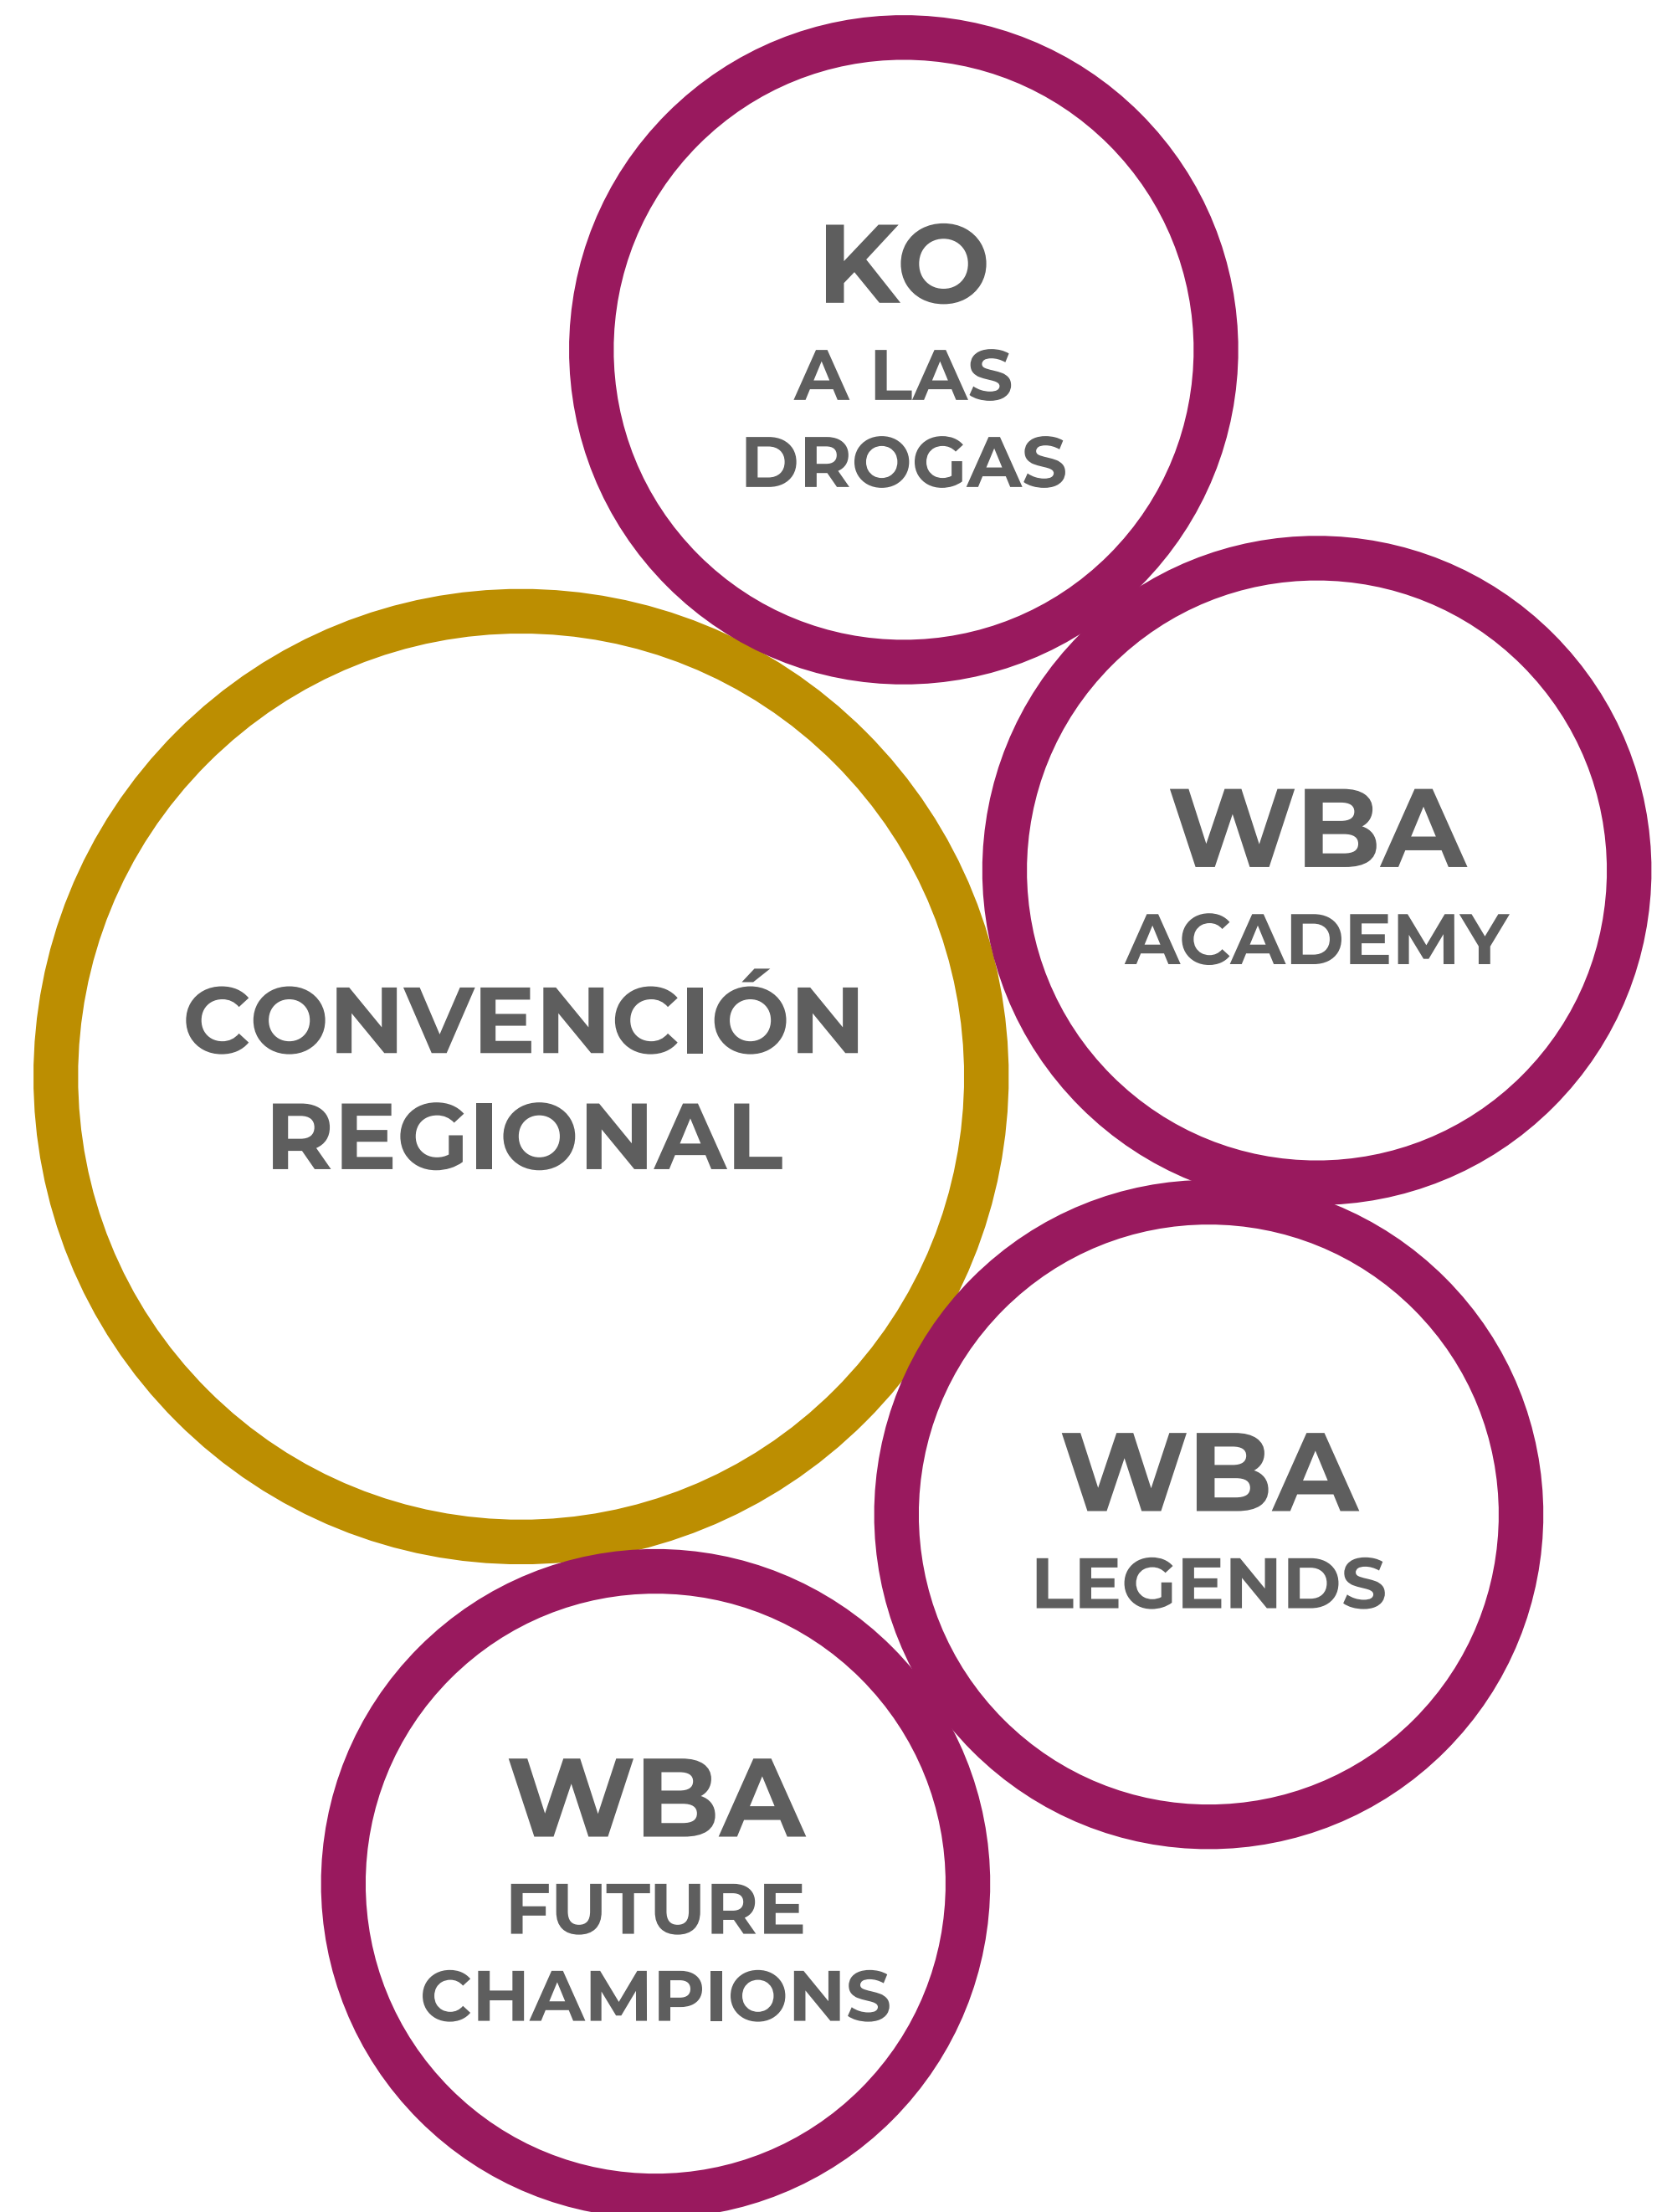 KO
A LAS
DROGAS
WBA
ACADEMY
CONVENCIÓN
REGIONAL
WBA
LEGENDS
WBA
FUTURE
CHAMPIONS